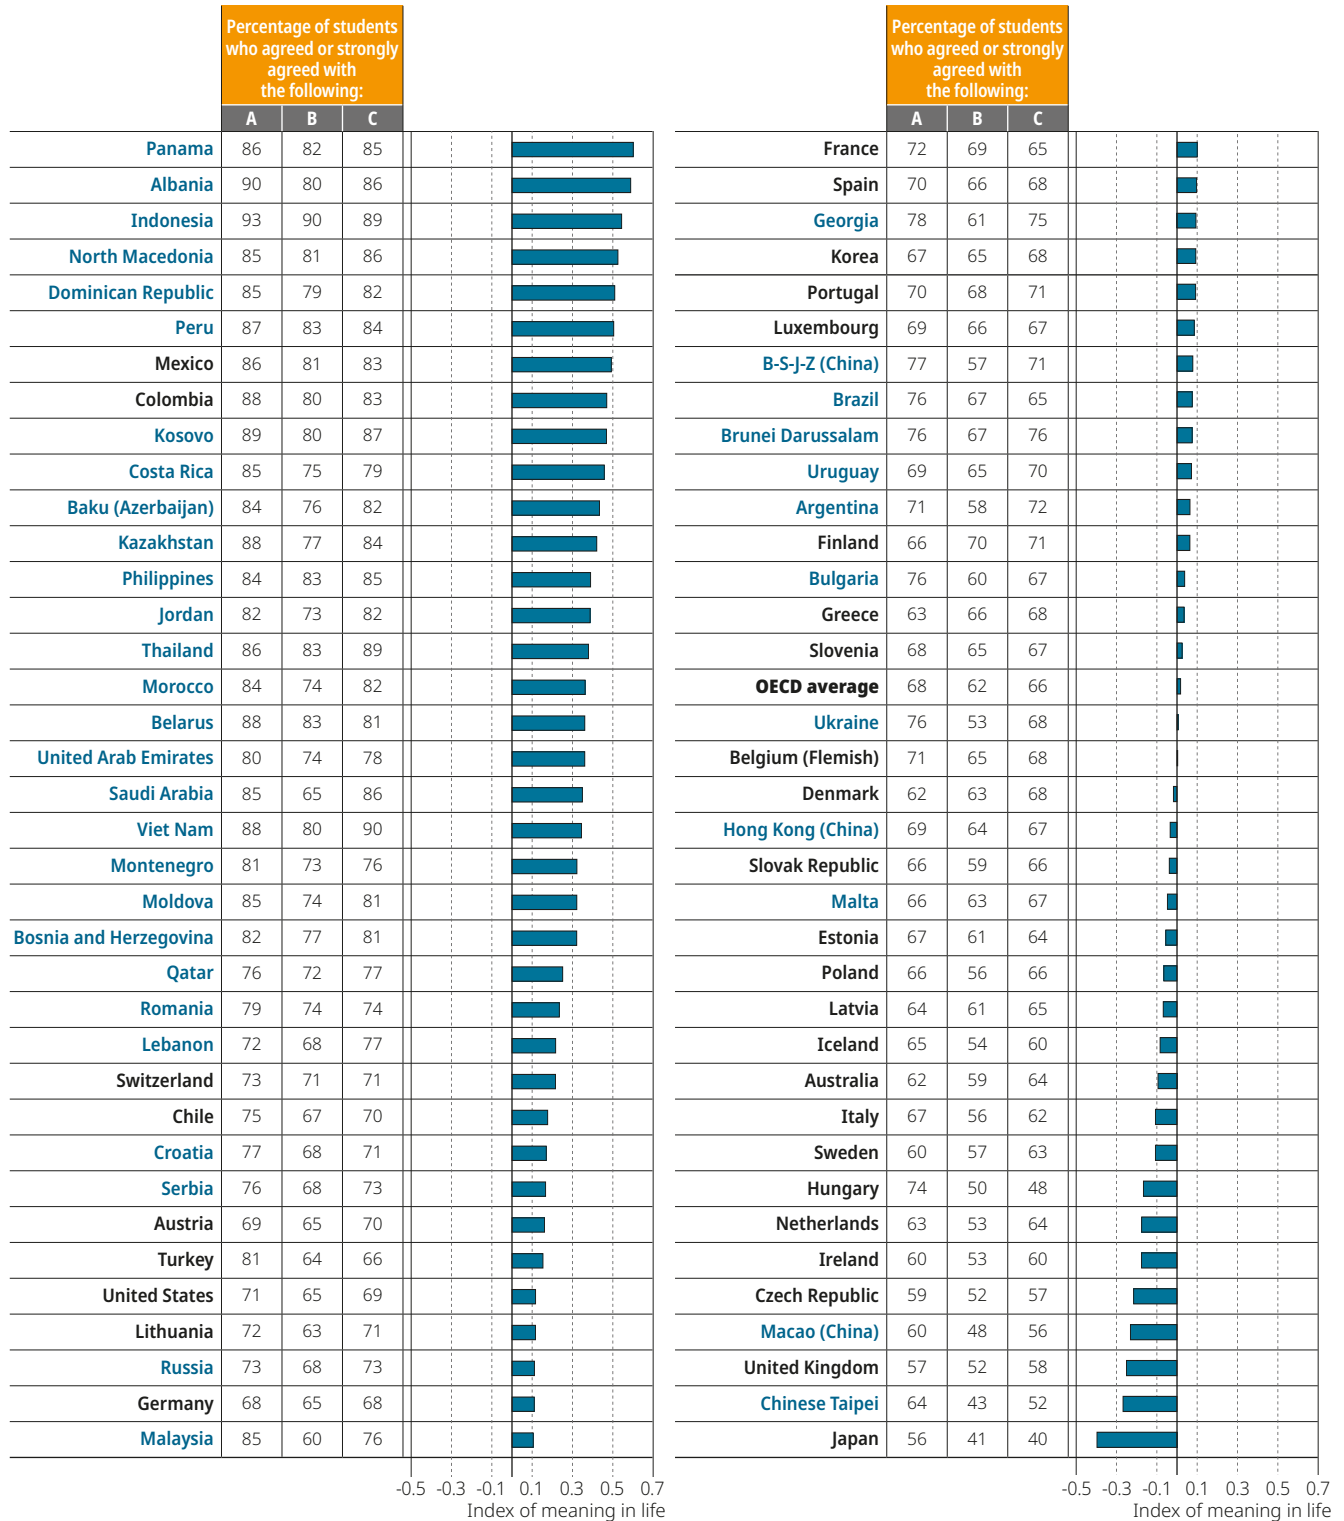 Percentage of students
who agreed or strongly
agreed with
the following:
A B C
Panama 86 82 85
Albania 90 80 86
Indonesia 93 90 89
North Macedonia 85 81 86
Dominican Republic 85 79 82
Peru 87 83 84
Mexico 86 81 83
Colombia 88 80 83
Kosovo 89 80 87
Costa Rica 85 75 79
Baku (Azerbaijan) 84 76 82
Kazakhstan 88 77 84
Philippines 84 83 85
Jordan 82 73 82
Thailand 86 83 89
Morocco 84 74 82
Belarus 88 83 81
United Arab Emirates 80 74 78
Saudi Arabia 85 65 86
Viet Nam 88 80 90
Montenegro 81 73 76
Moldova 85 74 81
Bosnia and Herzegovina 82 77 81
Qatar 76 72 77
Romania 79 74 74
Lebanon 72 68 77
Switzerland 73 71 71
Chile 75 67 70
Croatia 77 68 71
Serbia 76 68 73
Austria 69 65 70
Turkey 81 64 66
United States 71 65 69
Lithuania 72 63 71
Russia 73 68 73
Germany 68 65 68
Malaysia 85 60 76
-0.5 -0.3 -0.1 0.1 0.3 0.5 0.7
Index of meaning in life
Percentage of students
who agreed or strongly
agreed with
the following:
A B C
France 72 69 65
Spain 70 66 68
Georgia 78 61 75
Korea 67 65 68
Portugal 70 68 71
Luxembourg 69 66 67
B-S-J-Z (China) 77 57 71
Brazil 76 67 65
Brunei Darussalam 76 67 76
Uruguay 69 65 70
Argentina 71 58 72
Finland 66 70 71
Bulgaria 76 60 67
Greece 63 66 68
Slovenia 68 65 67
OECD average 68 62 66
Ukraine 76 53 68
Belgium (Flemish) 71 65 68
Denmark 62 63 68
Hong Kong (China) 69 64 67
Slovak Republic 66 59 66
Malta 66 63 67
Estonia 67 61 64
Poland 66 56 66
Latvia 64 61 65
Iceland 65 54 60
Australia 62 59 64
Italy 67 56 62
Sweden 60 57 63
Hungary 74 50 48
Netherlands 63 53 64
Ireland 60 53 60
Czech Republic 59 52 57
Macao (China) 60 48 56
United Kingdom 57 52 58
Chinese Taipei 64 43 52
Japan 56 41 40
-0.5 -0.3 -0.1 0.1 0.3 0.5 0.7
Index of meaning in life